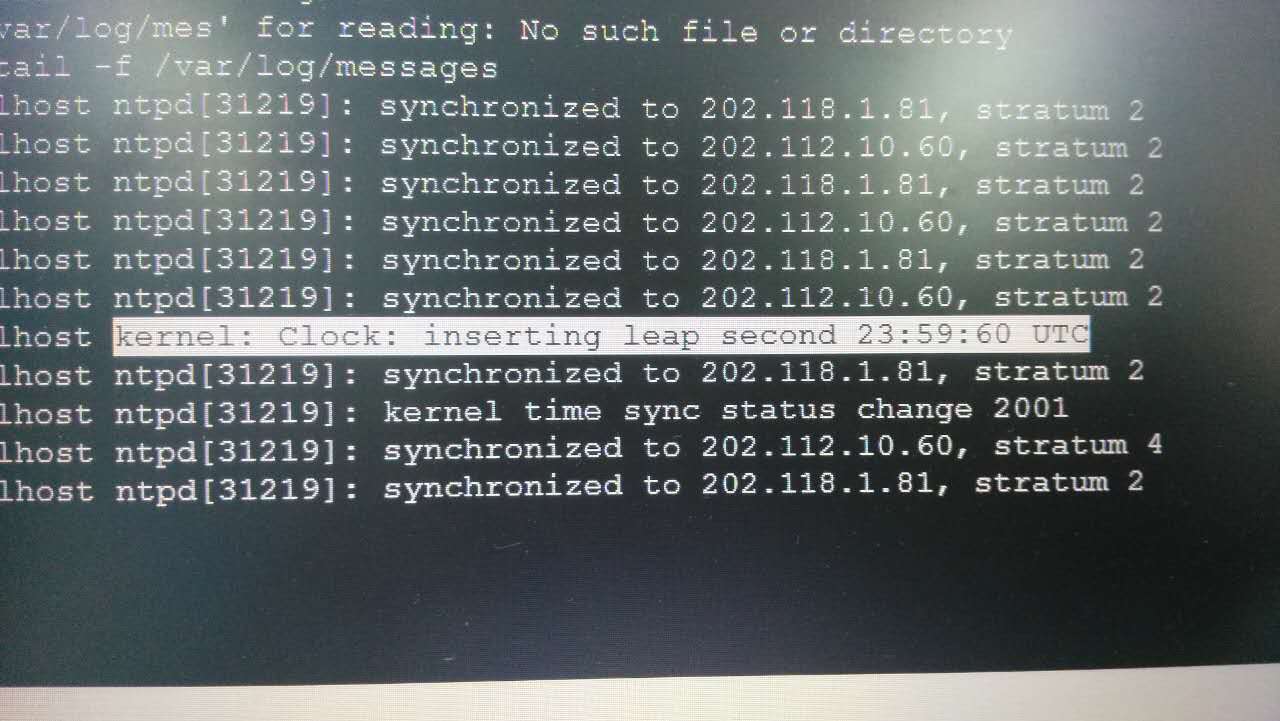 var/log/mes' for reading: No such file or directory
tail -f /var/log/messages
lhost ntpd[31219]: synchronized to 202.118.1.81, stratum 2
lhost ntpd[31219]: synchronized to 202.112.10.60, stratum 2
lhost ntpd[31219]: synchronized to 202.118.1.81, stratum 2
lhost ntpd[31219]: synchronized to 202.112.10.60, stratum 2
lhost ntpd[31219]: synchronized to 202.118.1.81, stratum 2
lhost ntpd[31219]: synchronized to 202.112.10.60, stratum 2
lhost kernel: Clock: inserting leap second 23:59:60 UTC
lhost ntpd[31219]: synchronized to 202.118.1.81, stratum 2
lhost ntpd[31219]: kernel time sync status change 2001
lhost ntpd[31219]: synchronized to 202.112.10.60, stratum 4
lhost ntpd[31219]: synchronized to 202.118.1.81, stratum 2